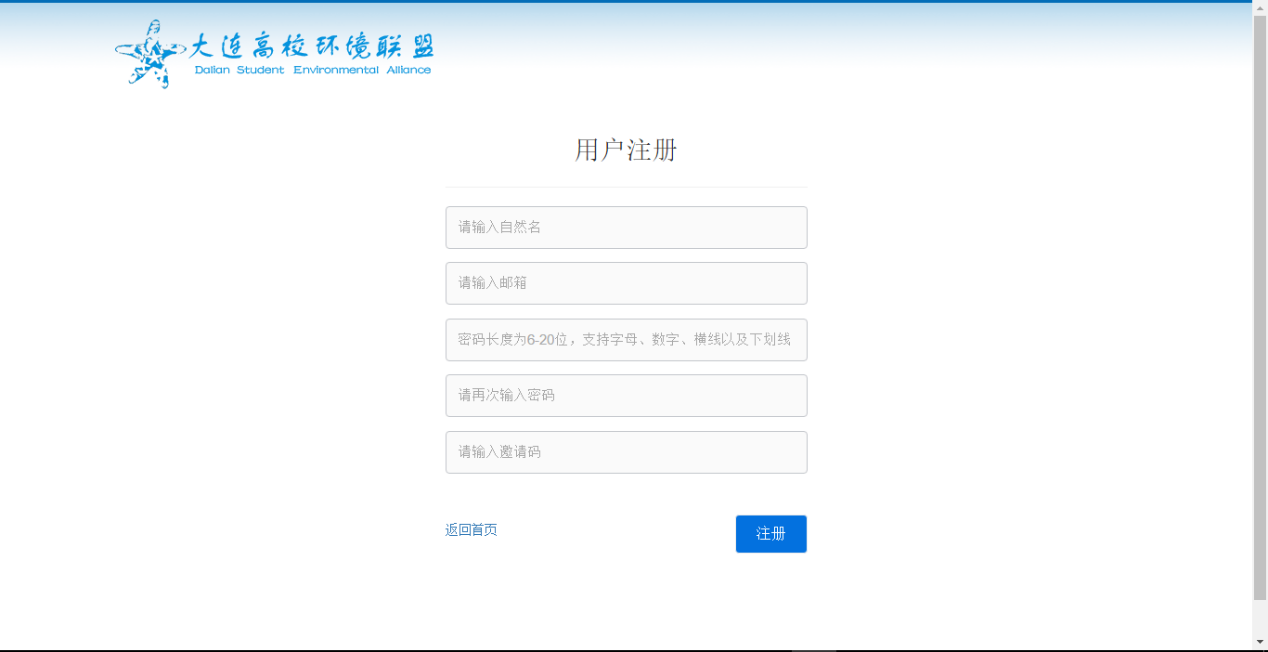 大连高校环境联盟
Dalian Student Environmental Alliance
用户注册
请输入自然名
请输入邮箱
密码长度为6-20位，支持字母、数字、横线以及下划线
请再次输入密码
请输入邀请码
返回首页
注册